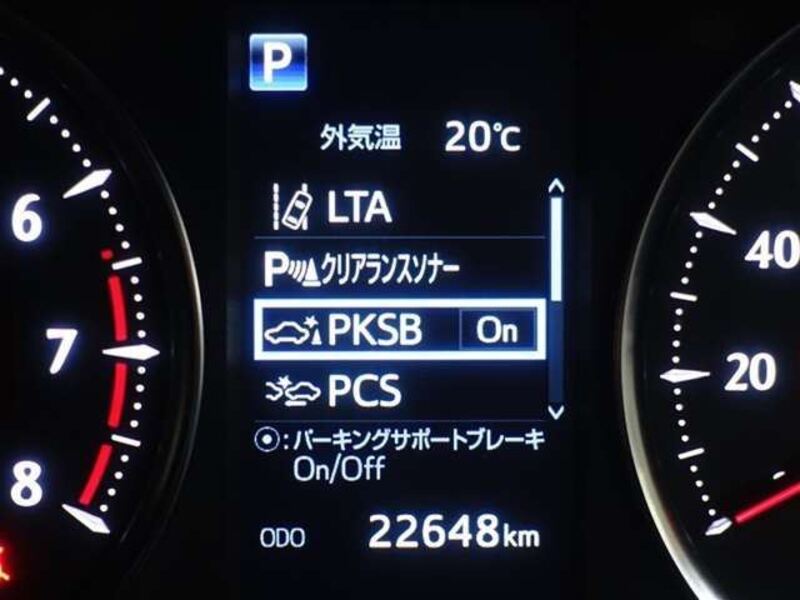 P
外気温 20℃
LTA
Pクリアランスソナー
PKSB On
PCS
:パーキングサポートブレーキ
On/Off
ODO 22648km
6
7
8
40
20